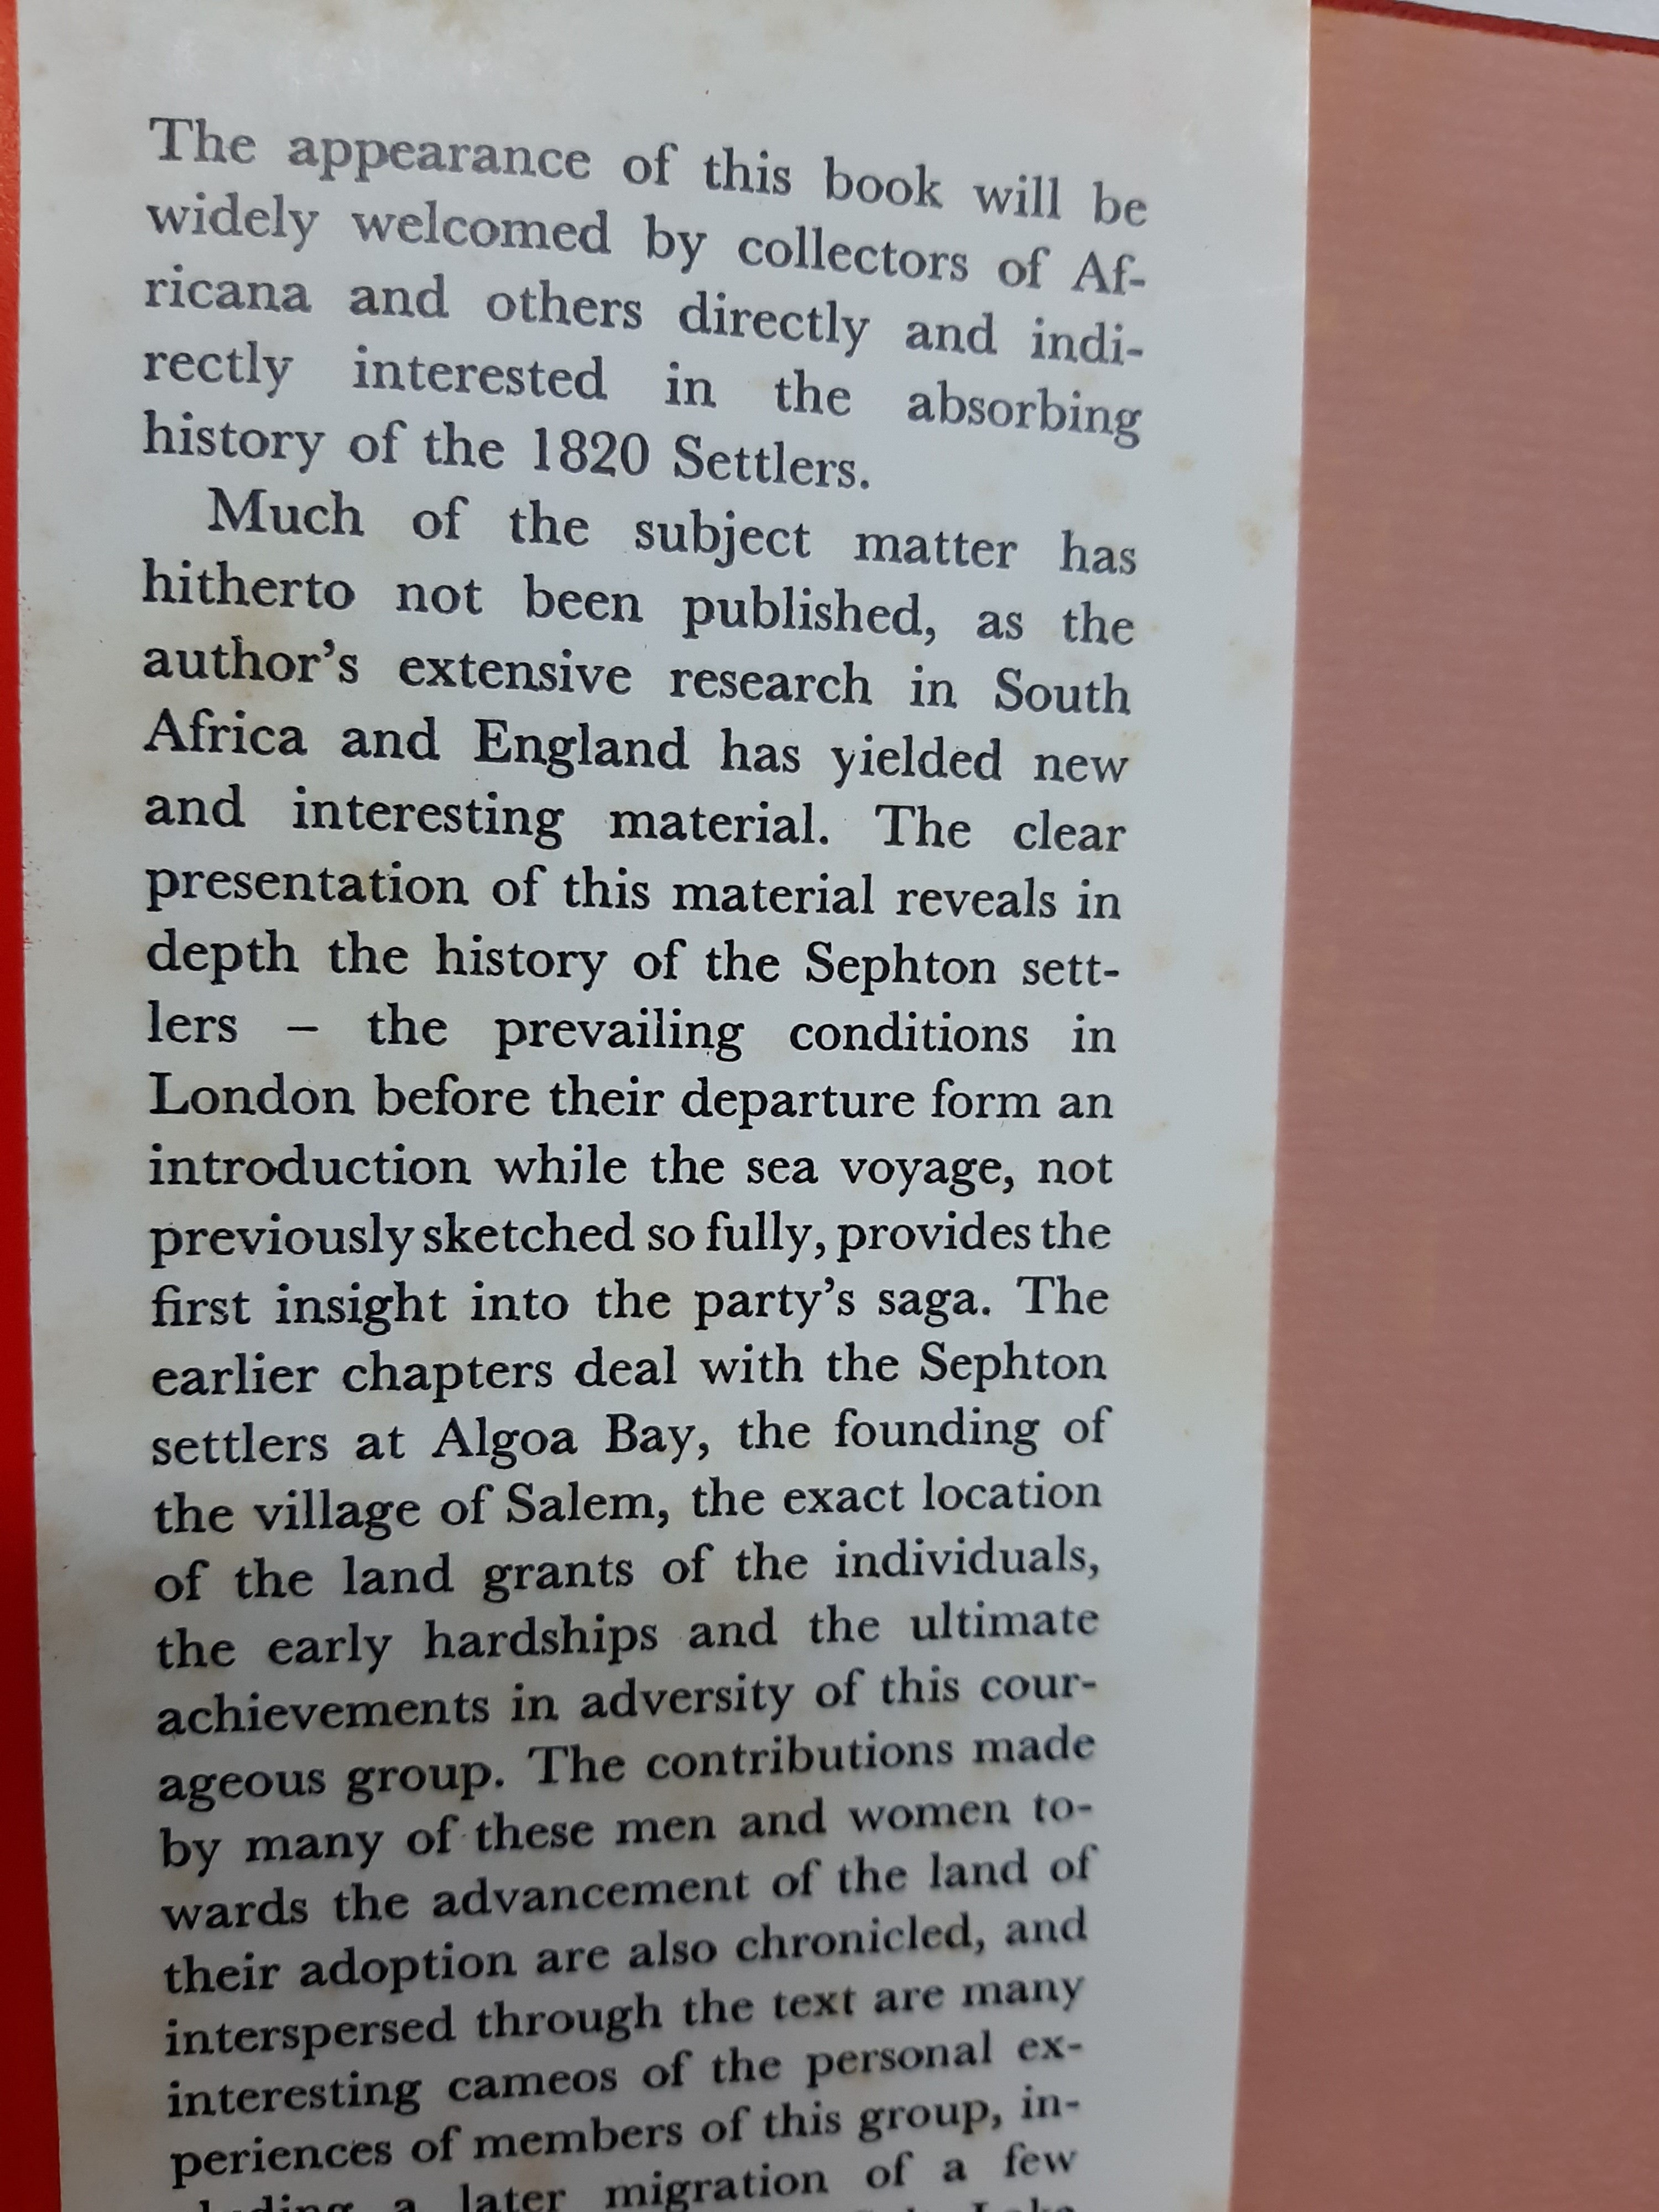 The appearance of this book will be
widely welcomed by collectors of Af-
ricana and others directly and indi-
rectly interested in the absorbing
history of the 1820 Settlers.
Much of the subject matter has
hitherto not been published, as the
author's extensive research in South
Africa and England has yielded new
and interesting material. The clear
presentation of this material reveals in
depth the history of the Sephton sett-
lers – the prevailing conditions in
London before their departure form an
introduction while the sea voyage, not
previously sketched so fully, provides the
first insight into the party's saga. The
earlier chapters deal with the Sephton
settlers at Algoa Bay, the founding of
the village of Salem, the exact location
of the land grants of the individuals,
the early hardships and the ultimate
achievements in adversity of this cour-
ageous group. The contributions made
by many of these men and women to-
wards the advancement of the land of
their adoption are also chronicled, and
interspersed through the text are many
interesting cameos of the personal ex-
periences of members of this group, in-
a later migration of a few